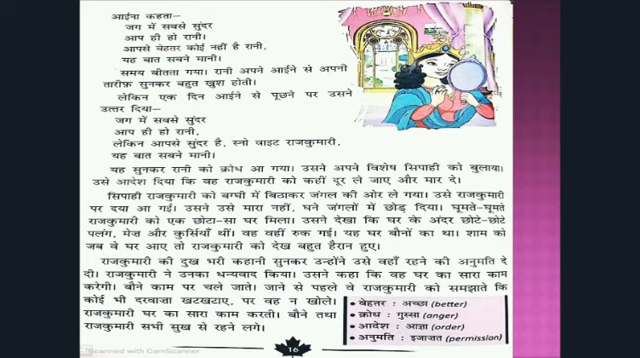 आईना कहता–
जग में सबसे सुंदर
आप ही हो रानी।
आपसे बेहतर कोई नहीं है रानी,
यह बात सबने मानी।
समय बीतता गया। रानी अपने आईने से अपनी
तारीफ़ सुनकर बहुत खुश होती।
लेकिन एक दिन आईने से पूछने पर उसने
उत्तर दिया–
जग में सबसे सुंदर
आप ही हो रानी,
लेकिन आपसे सुंदर है, स्नो वाइट राजकुमारी,
यह बात सबने मानी।
यह सुनकर रानी को क्रोध आ गया। उसने अपने विशेष सिपाही को बुलाया।
उसे आदेश दिया कि वह राजकुमारी को कहीं दूर ले जाए और मार दे।
सिपाही राजकुमारी को बग्घी में बिठाकर जंगल की ओर ले गया। उसे राजकुमारी
पर दया आ गई। उसने उसे मारा नहीं, घने जंगलों में छोड़ दिया। घूमते-घूमते
राजकुमारी को एक छोटा-सा घर मिला। उसने देखा कि घर के अंदर छोटे-छोटे
पलंग, मेज़ और कुर्सियाँ थीं। वह वहीं रुक गई। यह घर बौनों का था। शाम को
जब वे घर आए तो राजकुमारी को देख बहुत हैरान हुए।
राजकुमारी की दुख भरी कहानी सुनकर उन्होंने उसे वहाँ रहने की अनुमति दे
दी। राजकुमारी ने उनका धन्यवाद किया। उसने कहा कि वह घर का सारा काम
करेगी। बौने काम पर चले जाते। जाने से पहले वे राजकुमारी को समझाते कि
कोई भी दरवाज़ा खटखटाए, पर वह न खोले।
राजकुमारी घर का सारा काम करती। बौने तथा
राजकुमारी सभी सुख से रहने लगे।
• बेहतर : अच्छा (better)
• क्रोध : गुस्सा (anger)
• आदेश : आज्ञा (order)
• अनुमति : इजाजत (permission)
16
Scanned with CamScanner